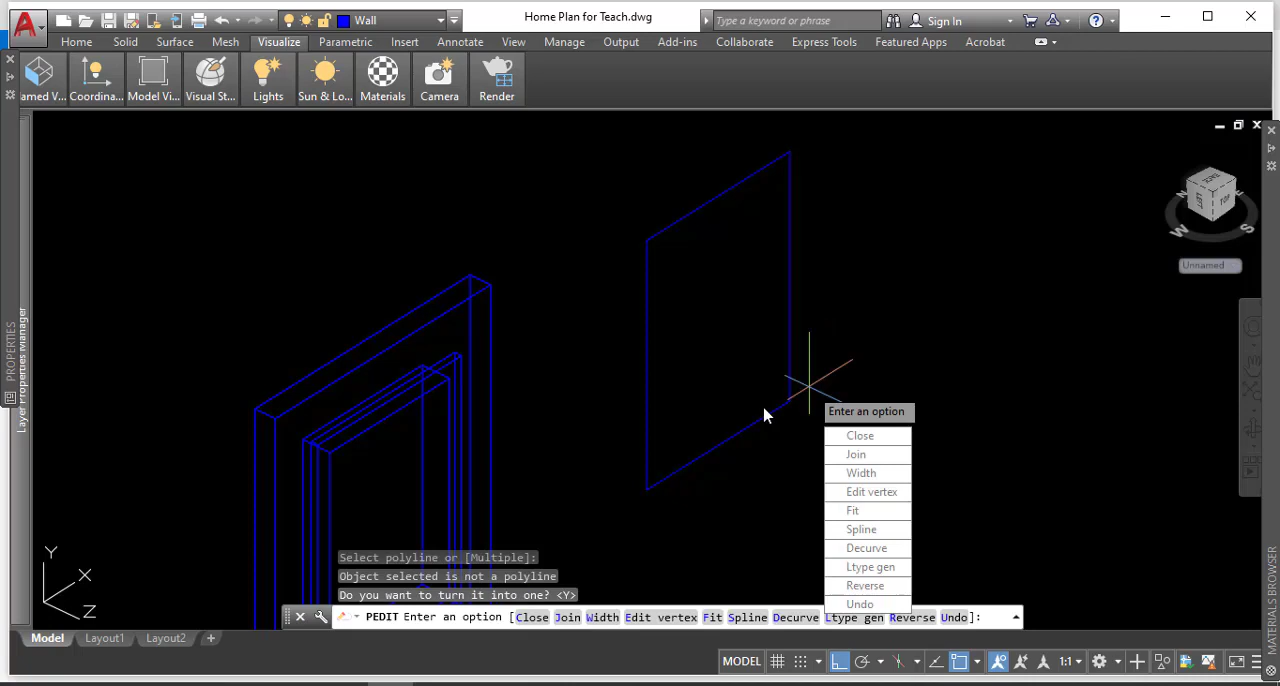 Wall
Home Plan for Teach.dwg
Type a keyword or phrase
Sign In
Home Solid Surface Mesh Visualize Parametric Insert Annotate View Manage Output Add-ins Collaborate Express Tools Featured Apps Acrobat
amed V... Coordina... Model Vi... Visual St... Lights Sun & Lo... Materials Camera Render
LEFT
TOP
N
W
S
Unnamed
PROPERTIES
Layer Properties Manager
MATERIALS BROWSER
Enter an option
Close
Join
Width
Edit vertex
Fit
Spline
Decurve
Ltype gen
Reverse
Undo
Y
X
Z
Select polyline or [Multiple]:
Object selected is not a polyline
Do you want to turn it into one? <Y>
PEDIT Enter an option [Close Join Width Edit vertex Fit Spline Decurve Ltype gen Reverse Undo]:
Model Layout1 Layout2 +
MODEL 1:1